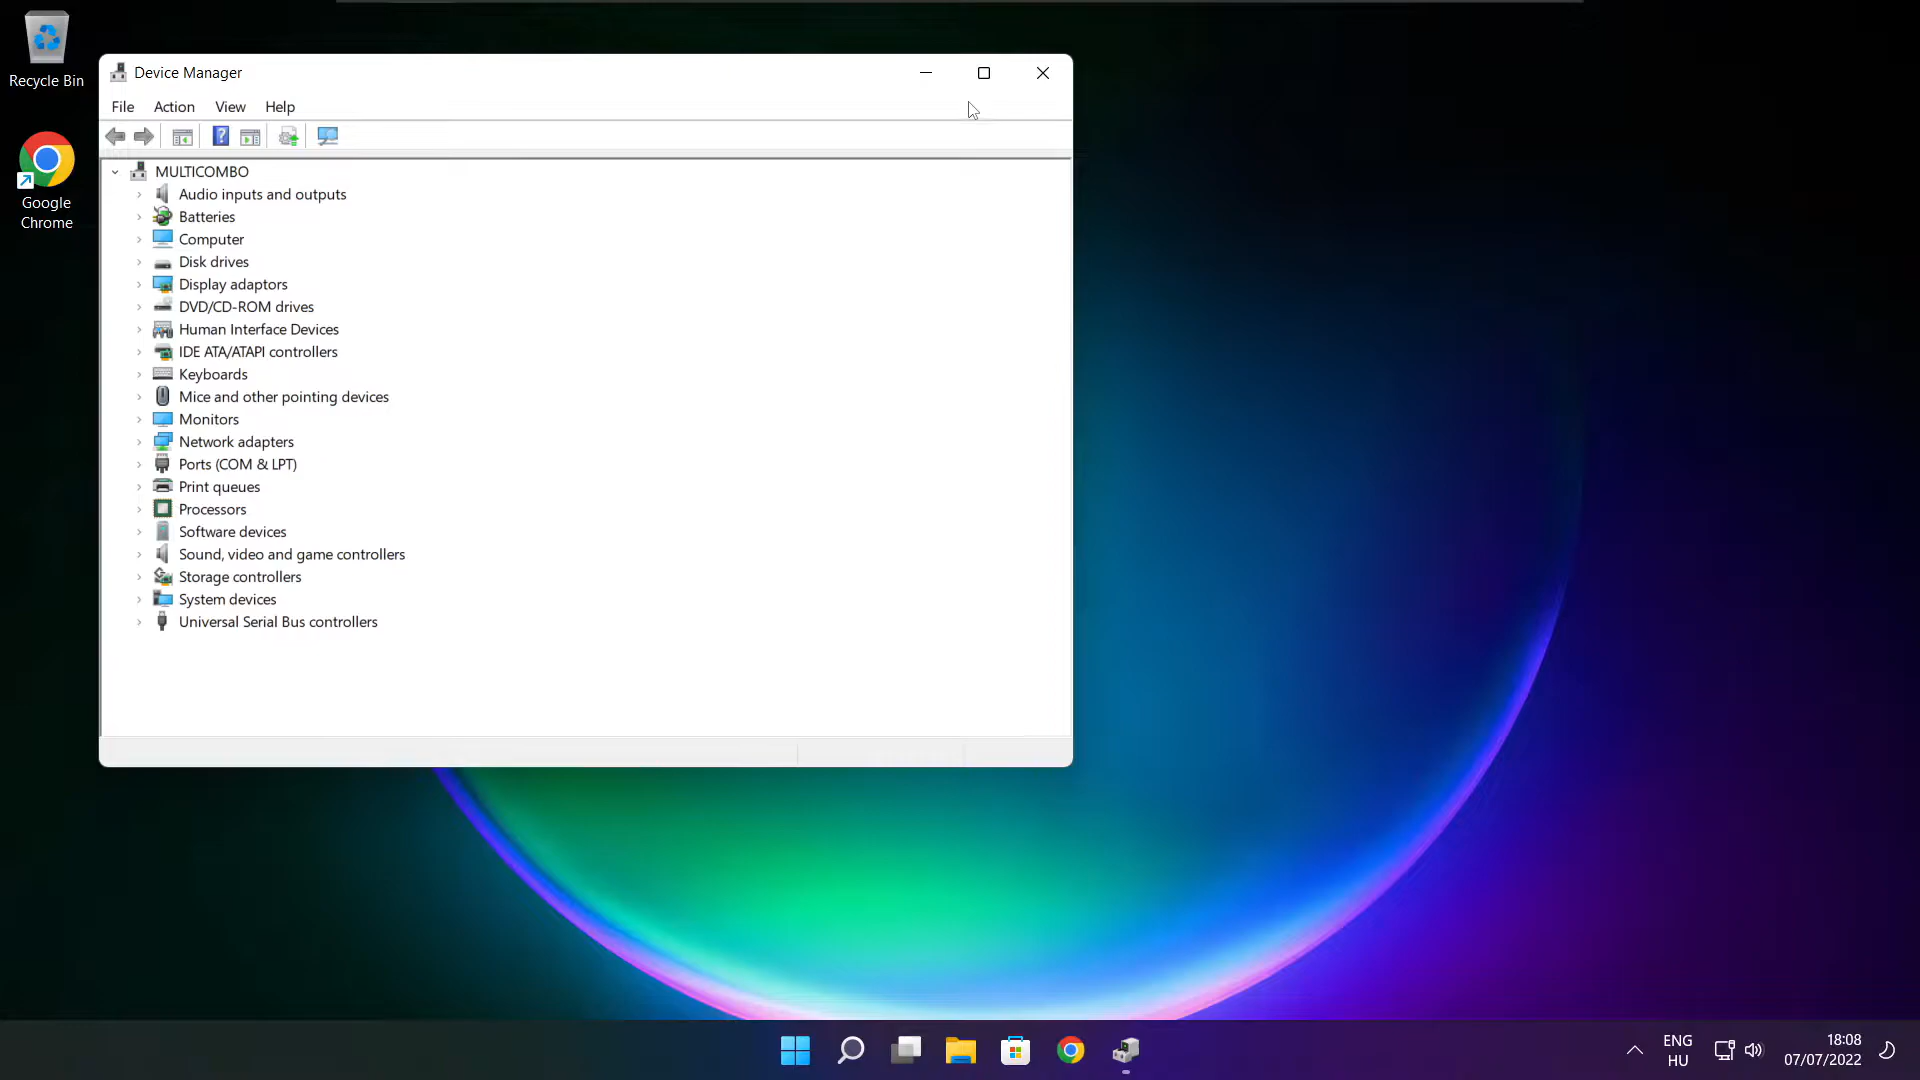 Recycle Bin
Google
Chrome
Device Manager
File Action View Help
MULTICOMBO
Audio inputs and outputs
Batteries
Computer
Disk drives
Display adaptors
DVD/CD-ROM drives
Human Interface Devices
IDE ATA/ATAPI controllers
Keyboards
Mice and other pointing devices
Monitors
Network adapters
Ports (COM & LPT)
Print queues
Processors
Software devices
Sound, video and game controllers
Storage controllers
System devices
Universal Serial Bus controllers
ENG
HU
18:08
07/07/2022